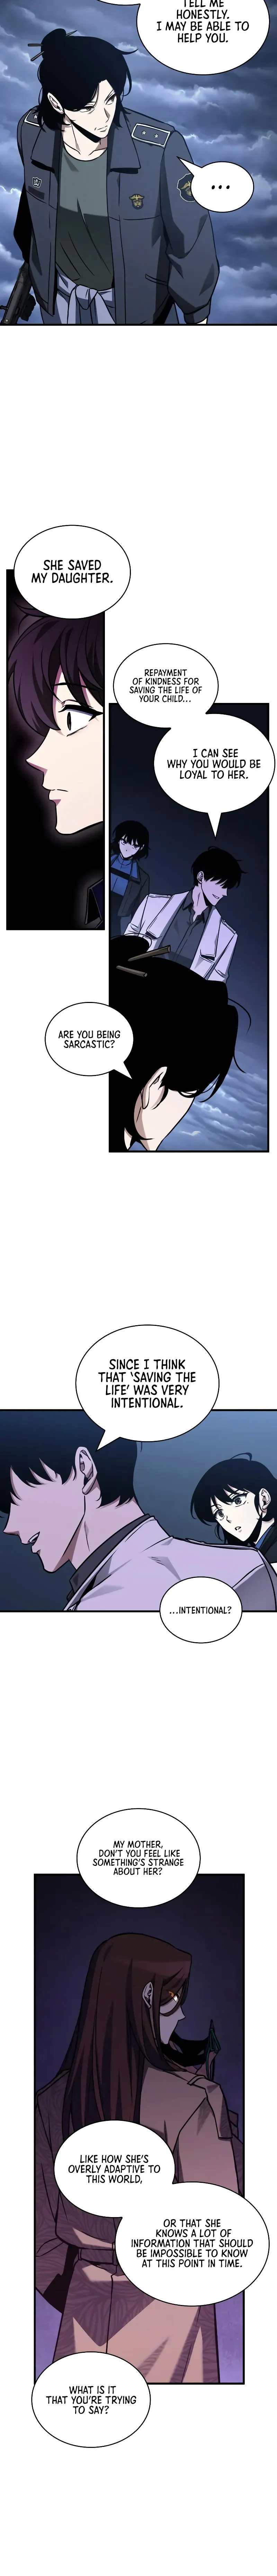 TELL ME
HONESTLY.
I MAY BE ABLE TO
HELP YOU.
...
SHE SAVED
MY DAUGHTER.
REPAYMENT
OF KINDNESS FOR
SAVING THE LIFE OF
YOUR CHILD...
I CAN SEE
WHY YOU WOULD BE
LOYAL TO HER.
ARE YOU BEING
SARCASTIC?
SINCE I THINK
THAT 'SAVING THE
LIFE' WAS VERY
INTENTIONAL.
...INTENTIONAL?
MY MOTHER,
DON'T YOU FEEL LIKE
SOMETHING'S STRANGE
ABOUT HER?
LIKE HOW SHE'S
OVERLY ADAPTIVE TO
THIS WORLD,
OR THAT SHE
KNOWS A LOT OF
INFORMATION THAT SHOULD
BE IMPOSSIBLE TO KNOW
AT THIS POINT IN TIME.
WHAT IS IT
THAT YOU'RE TRYING
TO SAY?